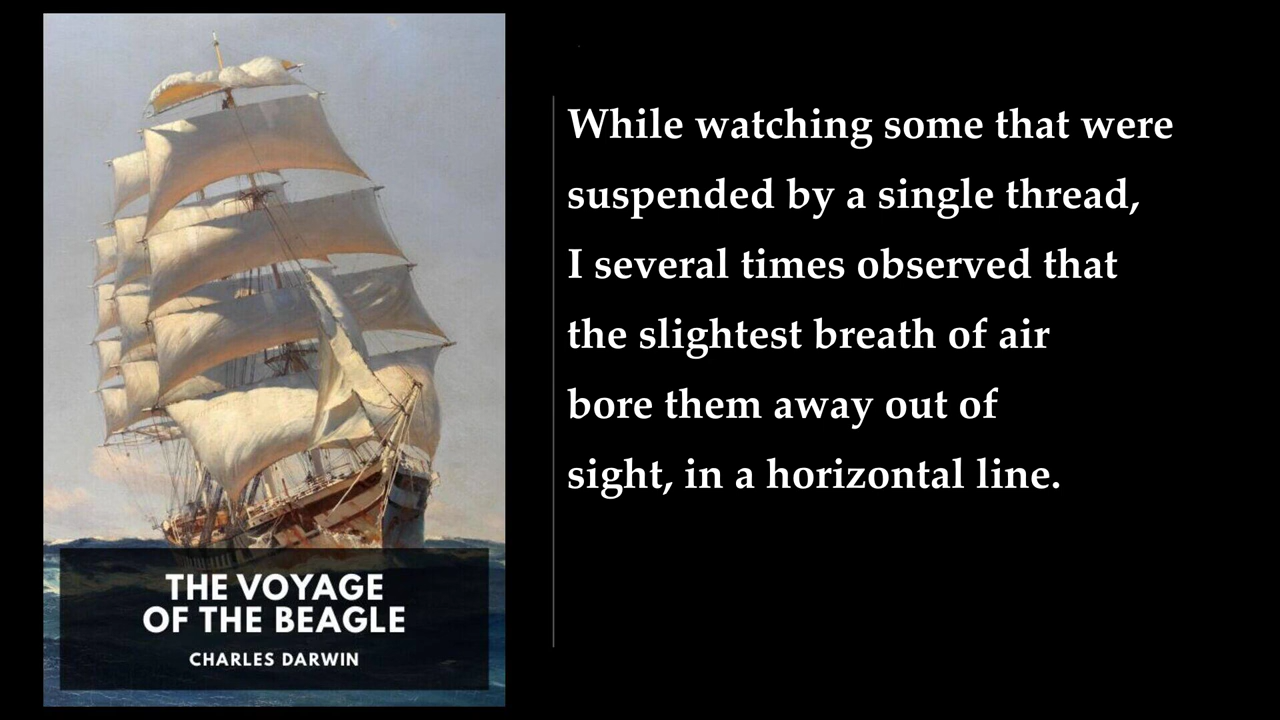 THE VOYAGE
OF THE BEAGLE
CHARLES DARWIN
While watching some that were
suspended by a single thread,
I several times observed that
the slightest breath of air
bore them away out of
sight, in a horizontal line.